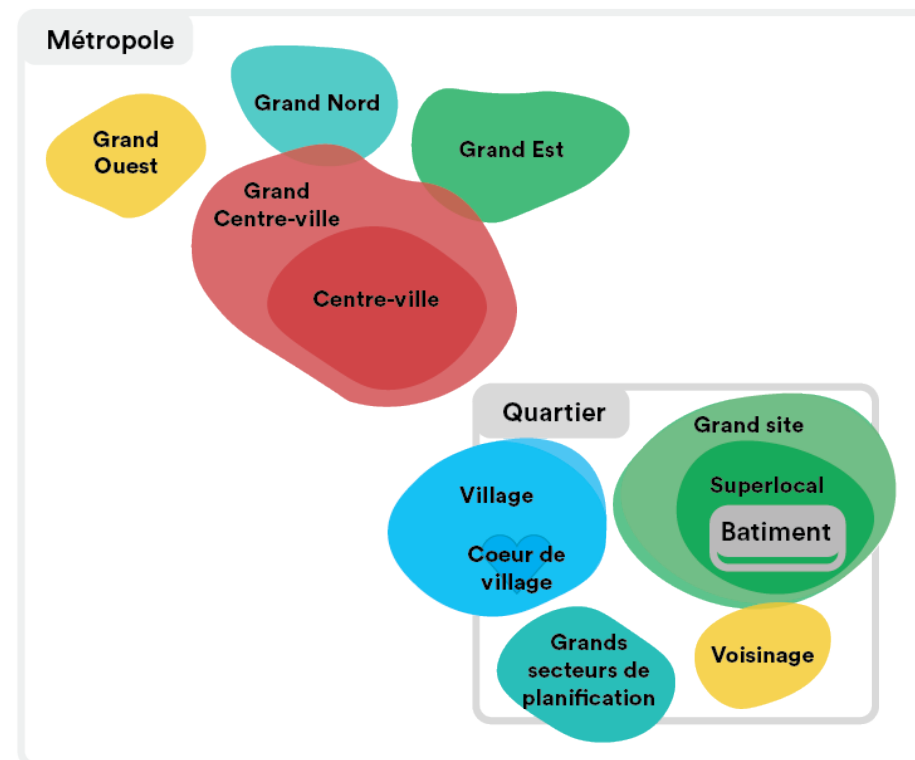 Métropole
Grand Nord
Grand
Ouest
Grand Est
Grand
Centre-ville
Centre-ville
Quartier
Grand site
Village
Superlocal
Batiment
Coeur de
village
Grands
secteurs de
planification
Voisinage